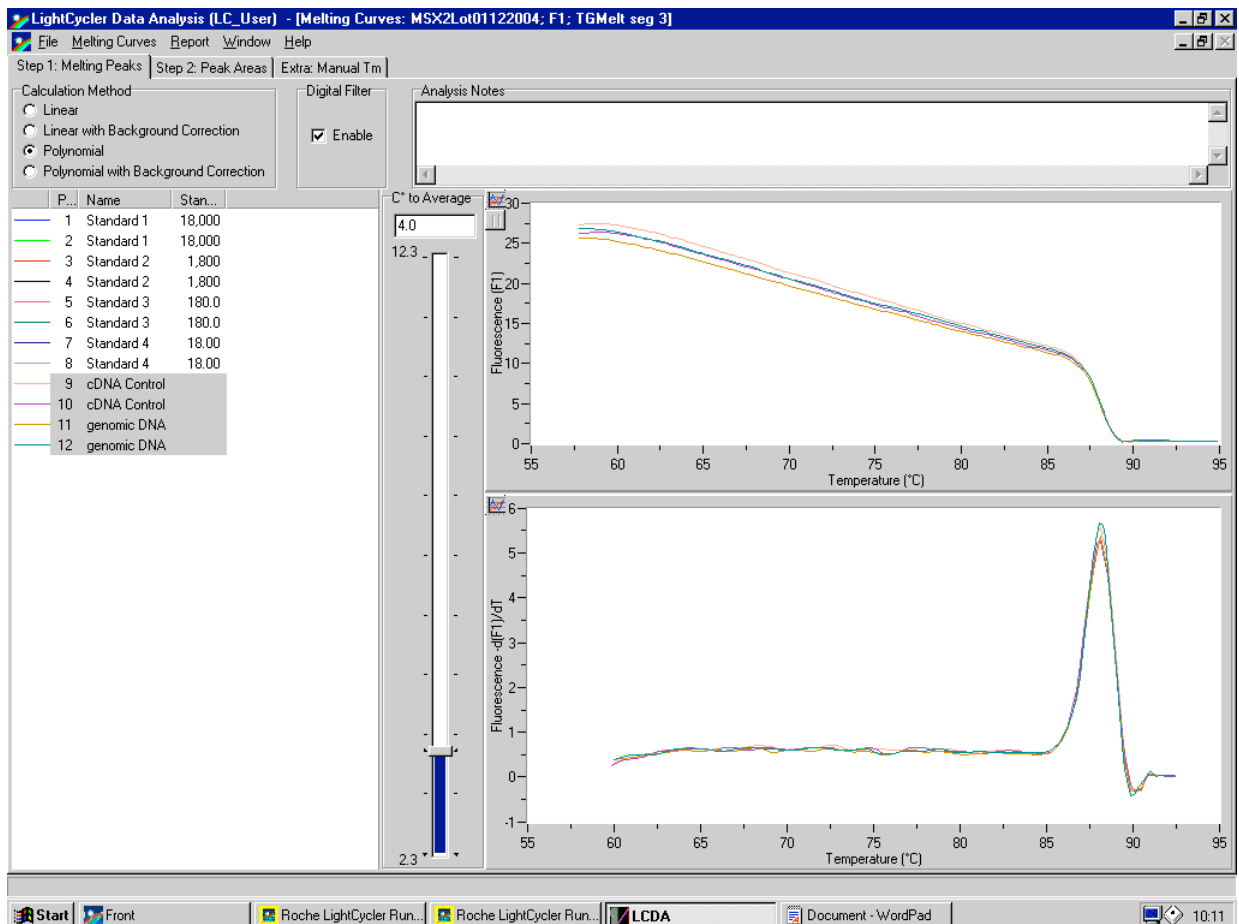 LightCycler Data Analysis (LC_User) - [Melting Curves: MSX2Lot01122004; F1; TGMelt seg 3]
File Melting Curves Report Window Help
Step 1: Melting Peaks Step 2: Peak Areas Extra: Manual Tm
Calculation Method
Linear
Linear with Background Correction
Polynomial
Polynomial with Background Correction
Digital Filter
Enable
Analysis Notes
P... Name Stan...
1 Standard 1 18,000
2 Standard 1 18,000
3 Standard 2 1,800
4 Standard 2 1,800
5 Standard 3 180.0
6 Standard 3 180.0
7 Standard 4 18.00
8 Standard 4 18.00
9 cDNA Control
10 cDNA Control
11 genomic DNA
12 genomic DNA
C° to Average
4.0
12.3
2.3
30
25
20
15
10
5
0
Fluorescence (F1)
55 60 65 70 75 80 85 90 95
Temperature (°C)
6
5
4
3
2
1
0
-1
Fluorescence -d(F1)/dT
55 60 65 70 75 80 85 90 95
Temperature (°C)
Start Front Roche LightCycler Run... Roche LightCycler Run... LCDA Document - WordPad 10:11